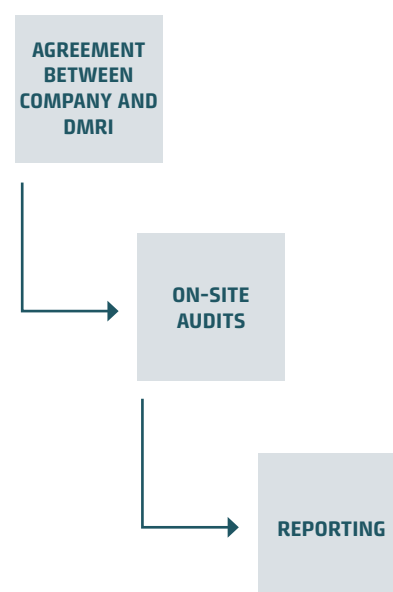 AGREEMENT
BETWEEN
COMPANY AND
DMRI
ON-SITE
AUDITS
REPORTING